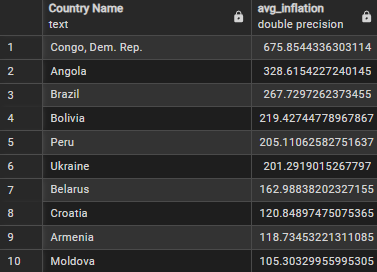 Country Name avg_inflation
text double precision
1 Congo, Dem. Rep. 675.8544336303114
2 Angola 328.6154227240145
3 Brazil 267.7297262373455
4 Bolivia 219.42744778967867
5 Peru 205.11062582751637
6 Ukraine 201.2919015267797
7 Belarus 162.98838202327155
8 Croatia 120.84897475075365
9 Armenia 118.73453221311085
10 Moldova 105.30329955995305